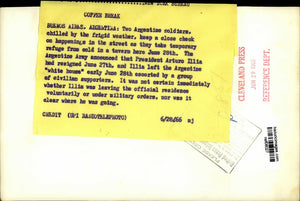 COFFEE BREAK
BUENOS AIRES, ARGENTINA: Two Argentine soldiers,
chilled by the frigid weather, keep a close check
on happenings in the street as they take temporary
refuge from cold in a tavern here June 28th. The
Argentine Army announced that President Arturo Illia
had resigned June 27th, and Illia left the Argentine
"white house" early June 28th escorted by a group
of civilian supporters. It was not certain immediately
whether Illia was leaving the official residence
voluntarily or under military orders, nor was it
clear where he was going.
CREDIT (UPI RADIOTELEPHOTO) 6/28/66 mj
CLEVELAND PRESS
JUN 29 1966
REFERENCE DEPT.